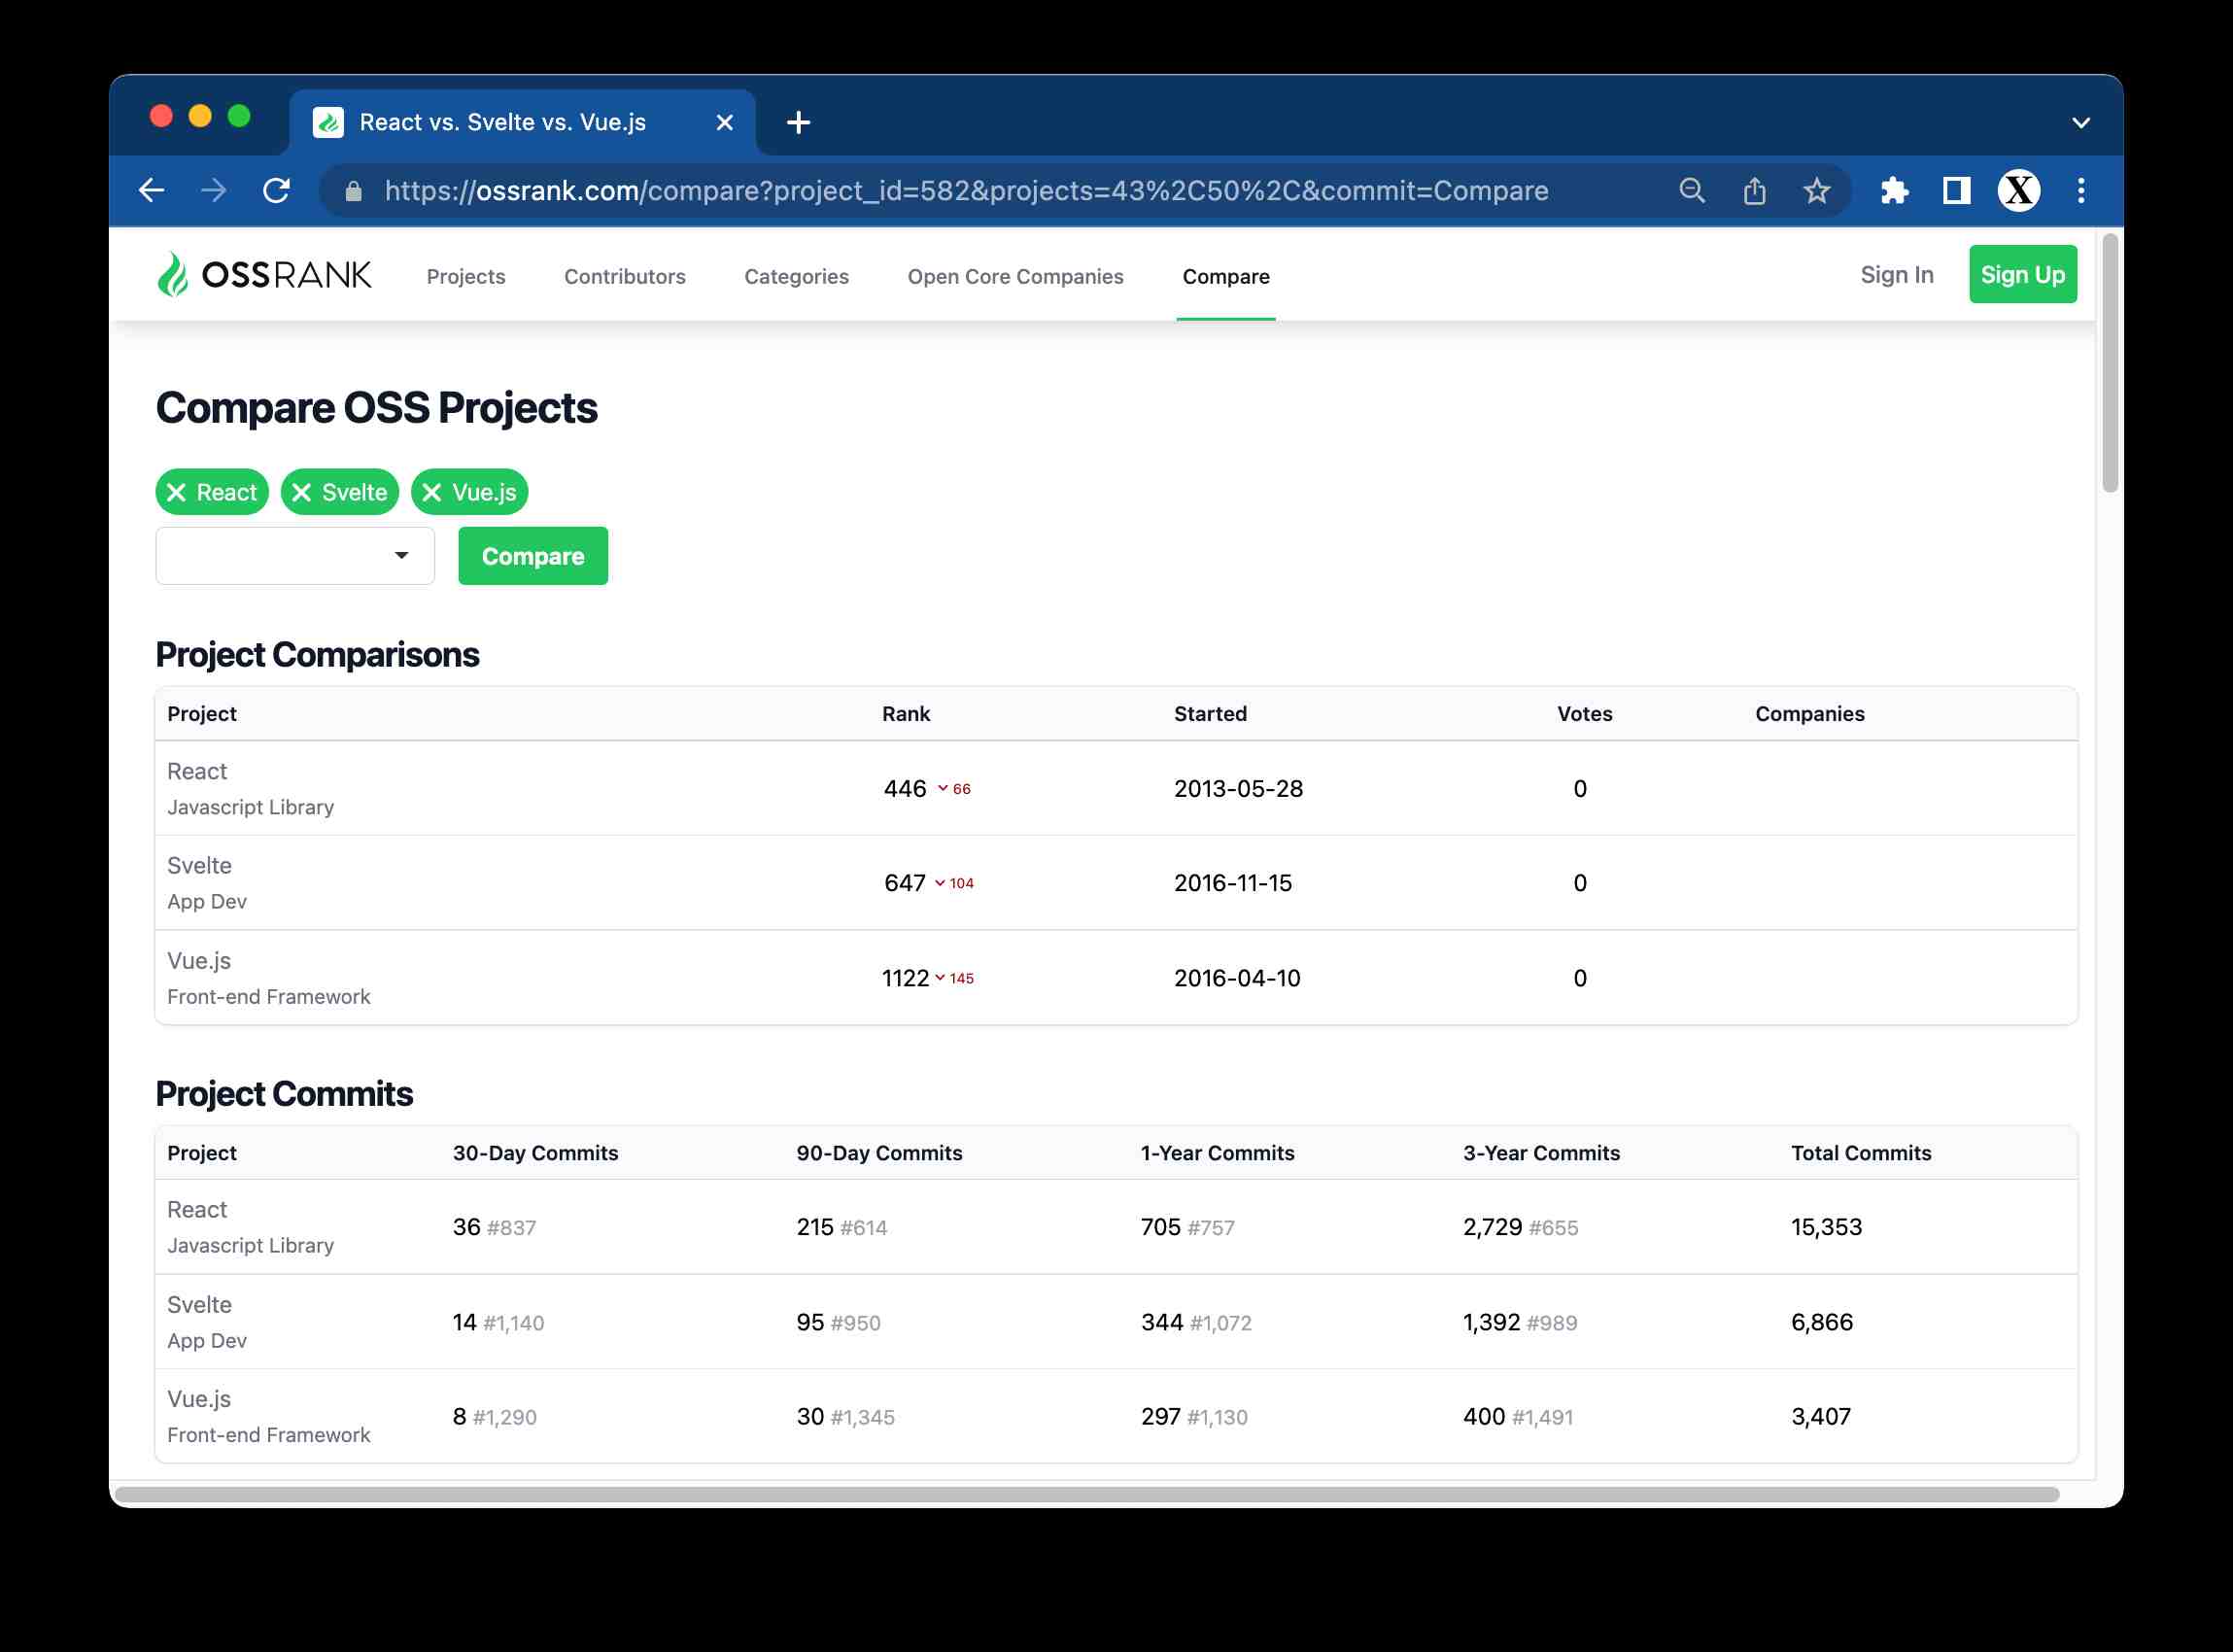 React vs. Svelte vs. Vue.js
https://ossrank.com/compare?project_id=582&projects=43%2C50%2C&commit=Compare
X
OSSRANK Projects Contributors Categories Open Core Companies Compare Sign In Sign Up
Compare OSS Projects
React Svelte Vue.js
Compare
Project Comparisons
Project Rank Started Votes Companies
React
Javascript Library
446 66 2013-05-28 0
Svelte
App Dev
647 104 2016-11-15 0
Vue.js
Front-end Framework
1122 145 2016-04-10 0
Project Commits
Project 30-Day Commits 90-Day Commits 1-Year Commits 3-Year Commits Total Commits
React
Javascript Library
36 #837 215 #614 705 #757 2,729 #655 15,353
Svelte
App Dev
14 #1,140 95 #950 344 #1,072 1,392 #989 6,866
Vue.js
Front-end Framework
8 #1,290 30 #1,345 297 #1,130 400 #1,491 3,407